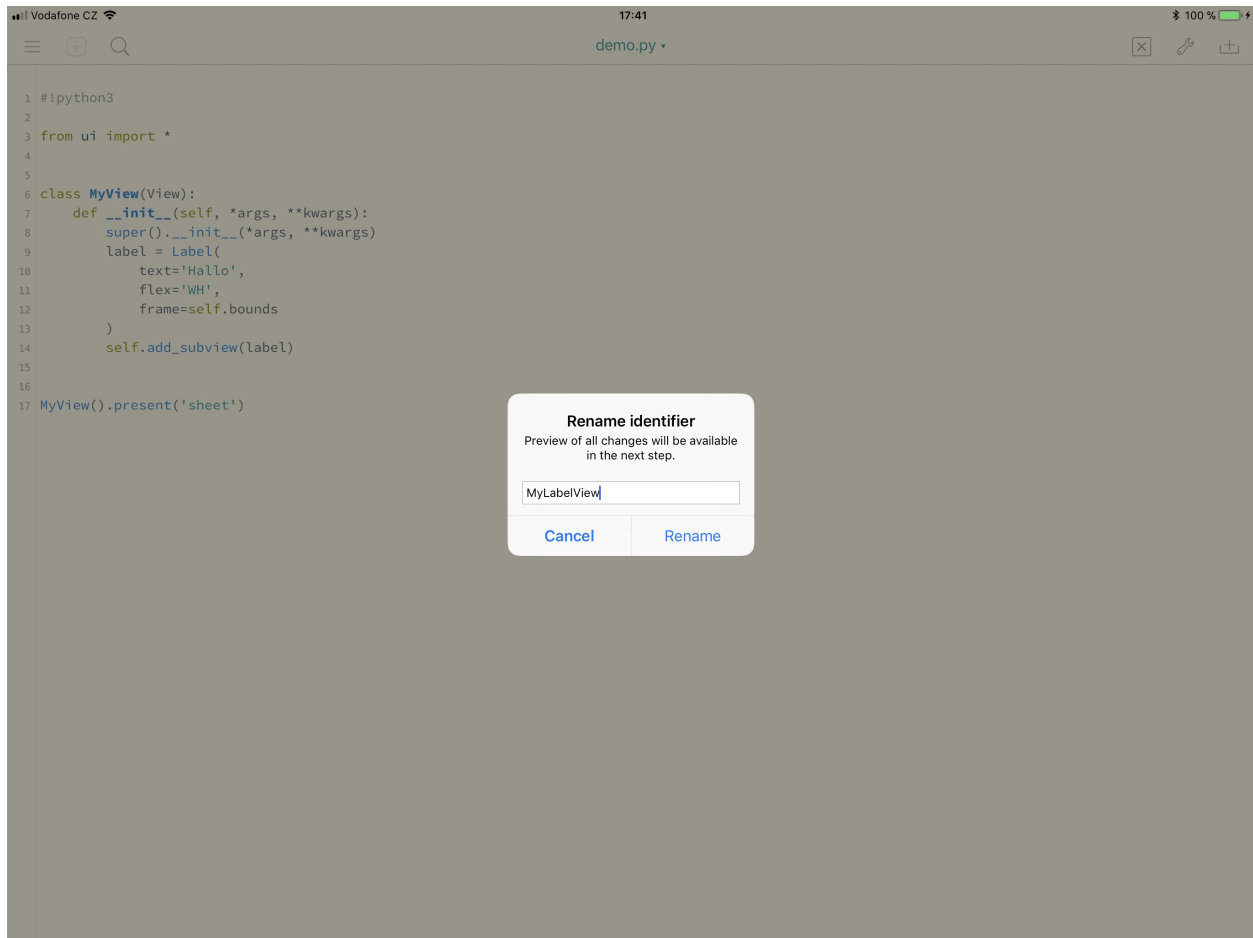 Vodafone CZ 17:41 100 %
demo.py ▾
1 #!python3
2
3 from ui import *
4
5
6 class MyView(View):
7     def __init__(self, *args, **kwargs):
8         super().__init__(*args, **kwargs)
9         label = Label(
10             text='Hallo',
11             flex='WH',
12             frame=self.bounds
13         )
14         self.add_subview(label)
15
16
17 MyView().present('sheet')
Rename identifier
Preview of all changes will be available
in the next step.
MyLabelView
Cancel Rename